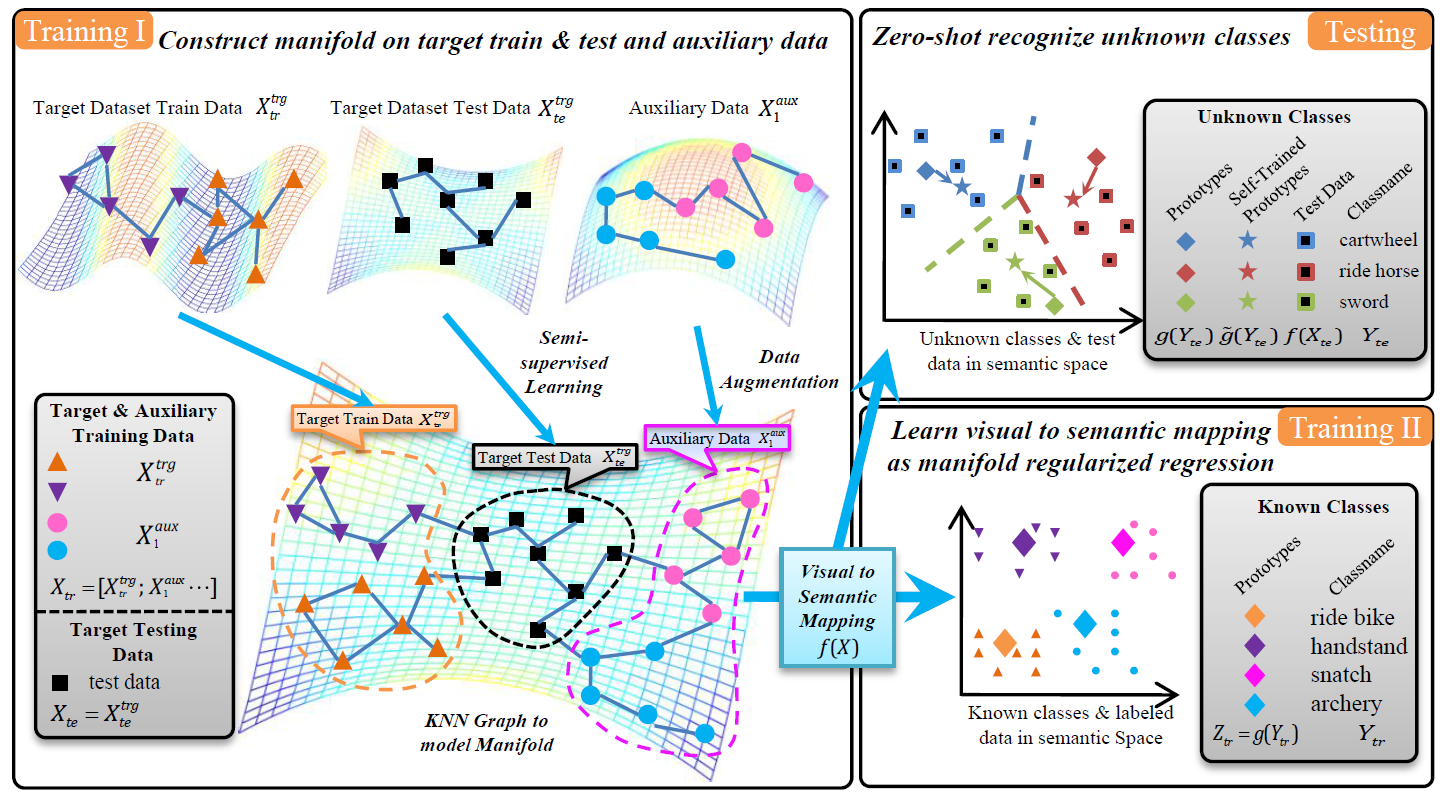 Training I
Construct manifold on target train & test and auxiliary data
Target Dataset Train Data X_{tr}^{trg}
Target Dataset Test Data X_{te}^{trg}
Auxiliary Data X_1^{aux}
Semi-
supervised
Learning
Data
Augmentation
Target Train Data X_{tr}^{trg}
Target Test Data X_{te}^{trg}
Auxiliary Data X_1^{aux}
Target & Auxiliary
Training Data
X_{tr}^{trg}
X_1^{aux}
X_{tr} = [X_{tr}^{trg}; X_1^{aux} ⋯]
Target Testing
Data
test data
X_{te} = X_{te}^{trg}
KNN Graph to
model Manifold
Visual to
Semantic
Mapping
f(X)
Zero-shot recognize unknown classes
Testing
Unknown Classes
Prototypes
Self-Trained
Prototypes
Test Data
Classname
cartwheel
ride horse
sword
g(Y_{te}) g̃(Y_{te}) f(X_{te}) Y_{te}
Unknown classes & test
data in semantic space
Learn visual to semantic mapping
as manifold regularized regression
Training II
Known Classes
Prototypes
Classname
ride bike
handstand
snatch
archery
Z_{tr} = g(Y_{tr}) Y_{tr}
Known classes & labeled
data in semantic Space